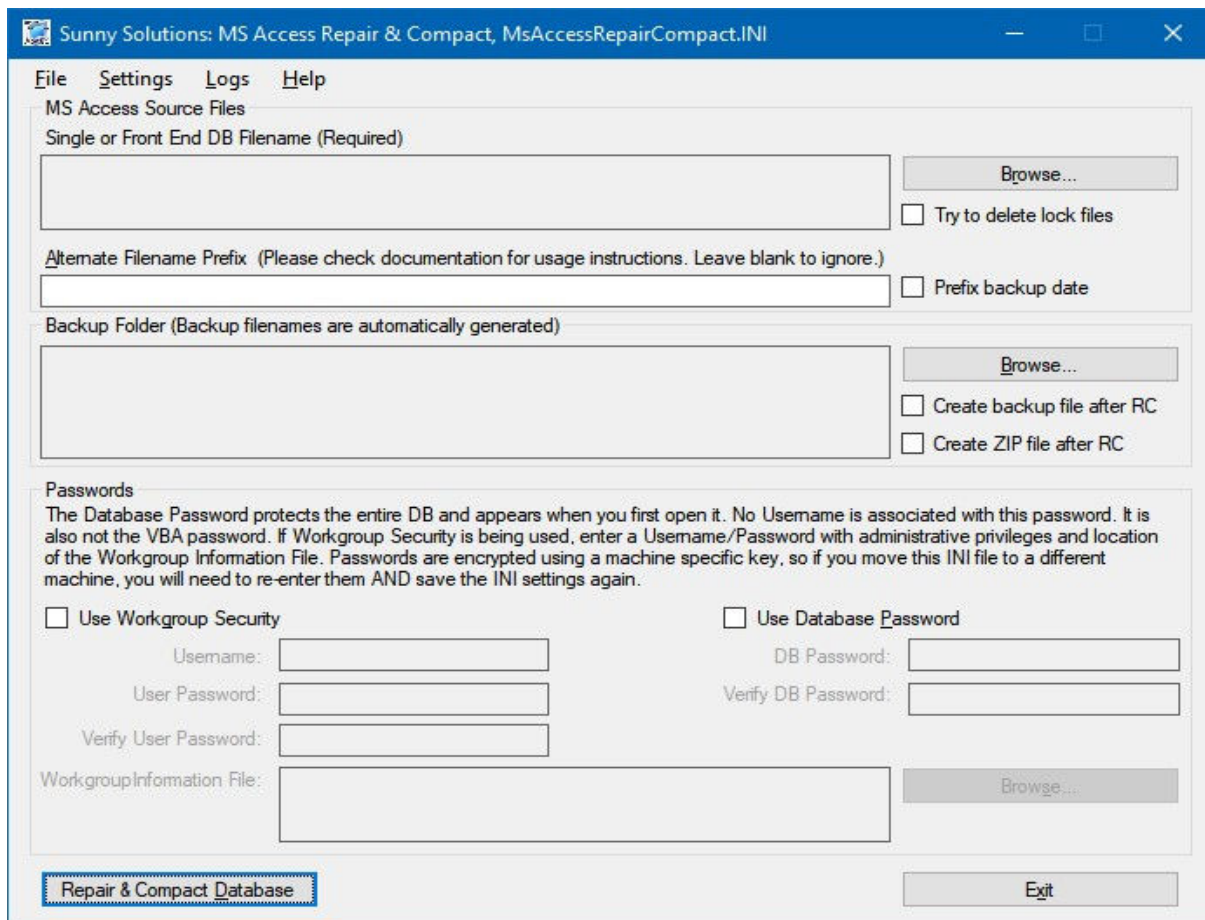 Sunny Solutions: MS Access Repair & Compact, MsAccessRepairCompact.INI
File Settings Logs Help
MS Access Source Files
Single or Front End DB Filename (Required)
Browse...
Try to delete lock files
Alternate Filename Prefix (Please check documentation for usage instructions. Leave blank to ignore.)
Prefix backup date
Backup Folder (Backup filenames are automatically generated)
Browse...
Create backup file after RC
Create ZIP file after RC
Passwords
The Database Password protects the entire DB and appears when you first open it. No Username is associated with this password. It is
also not the VBA password. If Workgroup Security is being used, enter a Username/Password with administrative privileges and location
of the Workgroup Information File. Passwords are encrypted using a machine specific key, so if you move this INI file to a different
machine, you will need to re-enter them AND save the INI settings again.
Use Workgroup Security
Use Database Password
Username:
DB Password:
User Password:
Verify DB Password:
Verify User Password:
WorkgroupInformation File:
Browse...
Repair & Compact Database
Exit